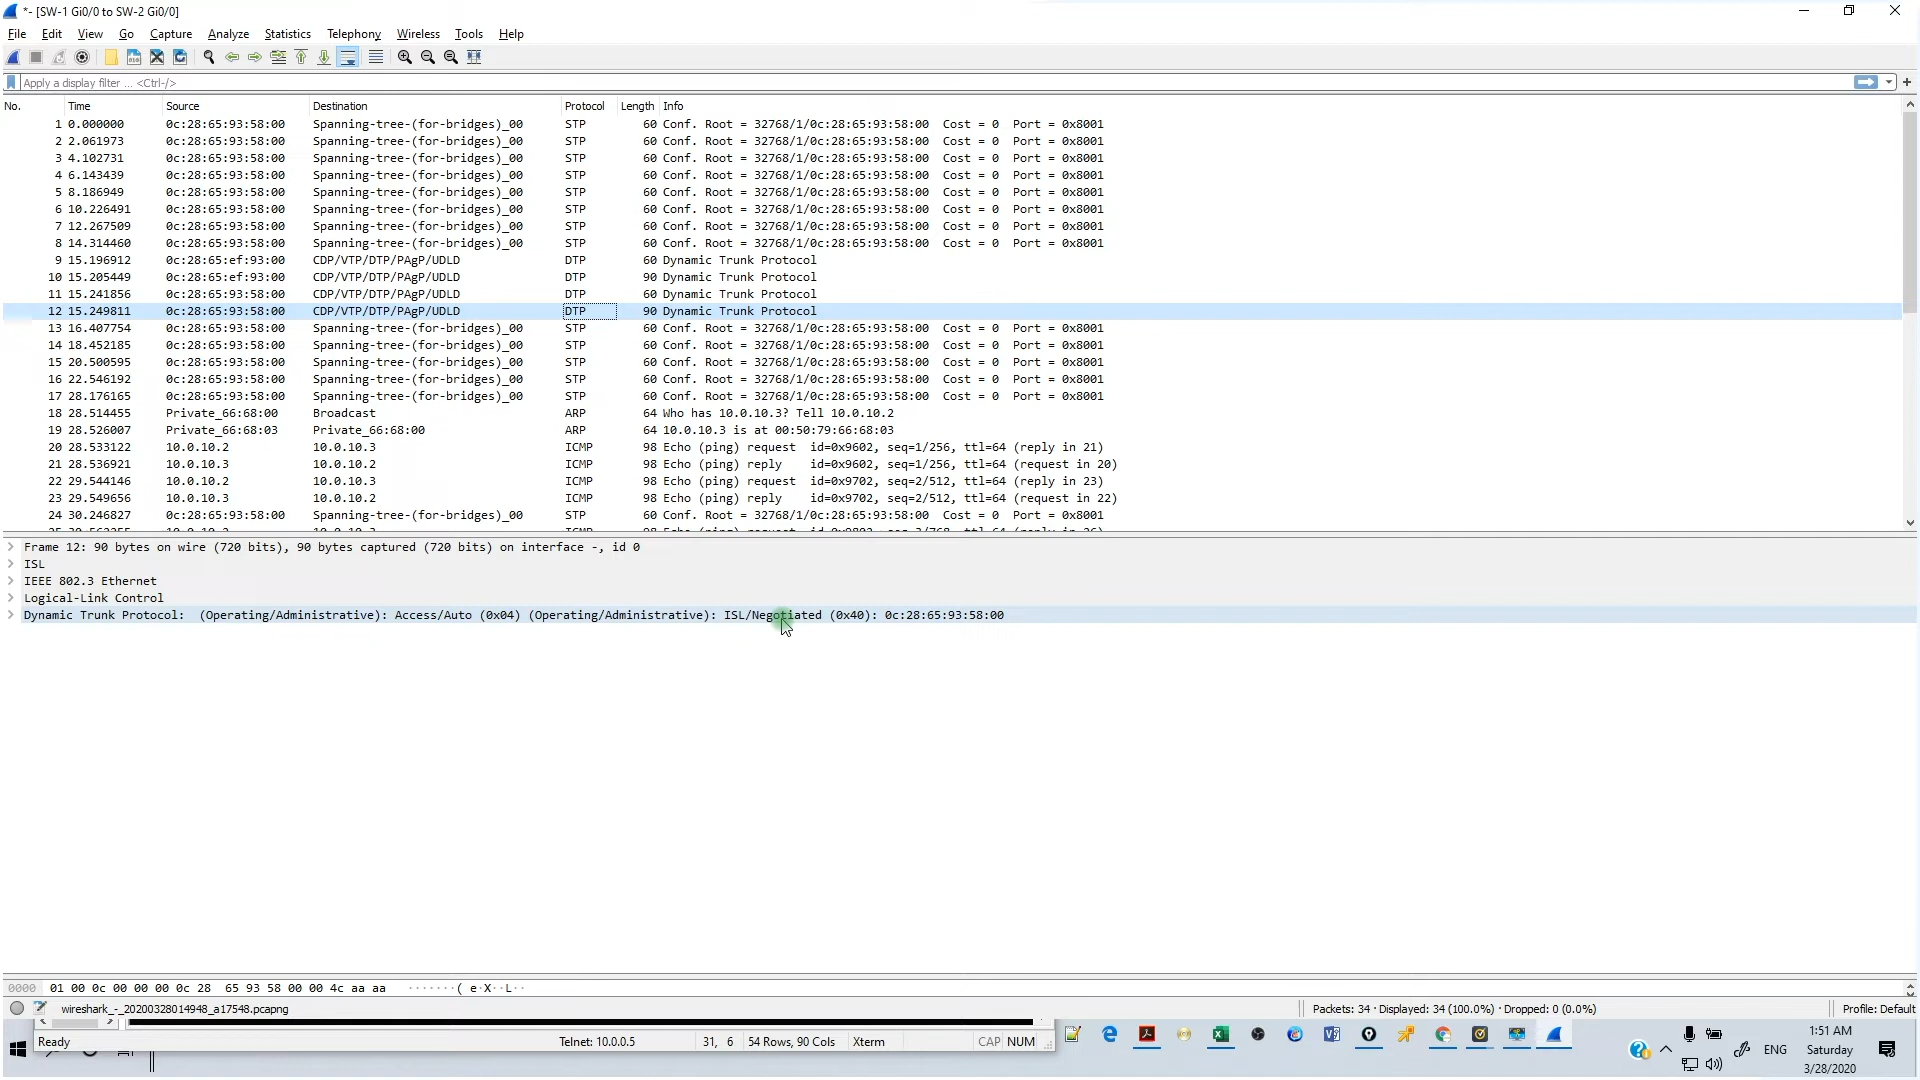 *- [SW-1 Gi0/0 to SW-2 Gi0/0]
File Edit View Go Capture Analyze Statistics Telephony Wireless Tools Help
Apply a display filter ... <Ctrl-/>
No. Time Source Destination Protocol Length Info
1 0.000000 0c:28:65:93:58:00 Spanning-tree-(for-bridges)_00 STP 60 Conf. Root = 32768/1/0c:28:65:93:58:00 Cost = 0 Port = 0x8001
2 2.061973 0c:28:65:93:58:00 Spanning-tree-(for-bridges)_00 STP 60 Conf. Root = 32768/1/0c:28:65:93:58:00 Cost = 0 Port = 0x8001
3 4.102731 0c:28:65:93:58:00 Spanning-tree-(for-bridges)_00 STP 60 Conf. Root = 32768/1/0c:28:65:93:58:00 Cost = 0 Port = 0x8001
4 6.143439 0c:28:65:93:58:00 Spanning-tree-(for-bridges)_00 STP 60 Conf. Root = 32768/1/0c:28:65:93:58:00 Cost = 0 Port = 0x8001
5 8.186949 0c:28:65:93:58:00 Spanning-tree-(for-bridges)_00 STP 60 Conf. Root = 32768/1/0c:28:65:93:58:00 Cost = 0 Port = 0x8001
6 10.226491 0c:28:65:93:58:00 Spanning-tree-(for-bridges)_00 STP 60 Conf. Root = 32768/1/0c:28:65:93:58:00 Cost = 0 Port = 0x8001
7 12.267509 0c:28:65:93:58:00 Spanning-tree-(for-bridges)_00 STP 60 Conf. Root = 32768/1/0c:28:65:93:58:00 Cost = 0 Port = 0x8001
8 14.314460 0c:28:65:93:58:00 Spanning-tree-(for-bridges)_00 STP 60 Conf. Root = 32768/1/0c:28:65:93:58:00 Cost = 0 Port = 0x8001
9 15.196912 0c:28:65:ef:93:00 CDP/VTP/DTP/PAgP/UDLD DTP 60 Dynamic Trunk Protocol
10 15.205449 0c:28:65:ef:93:00 CDP/VTP/DTP/PAgP/UDLD DTP 90 Dynamic Trunk Protocol
11 15.241856 0c:28:65:93:58:00 CDP/VTP/DTP/PAgP/UDLD DTP 60 Dynamic Trunk Protocol
12 15.249811 0c:28:65:93:58:00 CDP/VTP/DTP/PAgP/UDLD DTP 90 Dynamic Trunk Protocol
13 16.407754 0c:28:65:93:58:00 Spanning-tree-(for-bridges)_00 STP 60 Conf. Root = 32768/1/0c:28:65:93:58:00 Cost = 0 Port = 0x8001
14 18.452185 0c:28:65:93:58:00 Spanning-tree-(for-bridges)_00 STP 60 Conf. Root = 32768/1/0c:28:65:93:58:00 Cost = 0 Port = 0x8001
15 20.500595 0c:28:65:93:58:00 Spanning-tree-(for-bridges)_00 STP 60 Conf. Root = 32768/1/0c:28:65:93:58:00 Cost = 0 Port = 0x8001
16 22.546192 0c:28:65:93:58:00 Spanning-tree-(for-bridges)_00 STP 60 Conf. Root = 32768/1/0c:28:65:93:58:00 Cost = 0 Port = 0x8001
17 28.176165 0c:28:65:93:58:00 Spanning-tree-(for-bridges)_00 STP 60 Conf. Root = 32768/1/0c:28:65:93:58:00 Cost = 0 Port = 0x8001
18 28.514455 Private_66:68:00 Broadcast ARP 64 Who has 10.0.10.3? Tell 10.0.10.2
19 28.526007 Private_66:68:03 Private_66:68:00 ARP 64 10.0.10.3 is at 00:50:79:66:68:03
20 28.533122 10.0.10.2 10.0.10.3 ICMP 98 Echo (ping) request id=0x9602, seq=1/256, ttl=64 (reply in 21)
21 28.536921 10.0.10.3 10.0.10.2 ICMP 98 Echo (ping) reply id=0x9602, seq=1/256, ttl=64 (request in 20)
22 29.544146 10.0.10.2 10.0.10.3 ICMP 98 Echo (ping) request id=0x9702, seq=2/512, ttl=64 (reply in 23)
23 29.549656 10.0.10.3 10.0.10.2 ICMP 98 Echo (ping) reply id=0x9702, seq=2/512, ttl=64 (request in 22)
24 30.246827 0c:28:65:93:58:00 Spanning-tree-(for-bridges)_00 STP 60 Conf. Root = 32768/1/0c:28:65:93:58:00 Cost = 0 Port = 0x8001
Frame 12: 90 bytes on wire (720 bits), 90 bytes captured (720 bits) on interface -, id 0
ISL
IEEE 802.3 Ethernet
Logical-Link Control
Dynamic Trunk Protocol: (Operating/Administrative): Access/Auto (0x04) (Operating/Administrative): ISL/Negotiated (0x40): 0c:28:65:93:58:00
0000 01 00 0c 00 00 00 0c 28 65 93 58 00 00 4c aa aa ·······( e·X··L··
wireshark_-_20200328014948_a17548.pcapng Packets: 34 · Displayed: 34 (100.0%) · Dropped: 0 (0.0%) Profile: Default
Ready Telnet: 10.0.0.5 31, 6 54 Rows, 90 Cols Xterm CAP NUM
ENG
1:51 AM
Saturday
3/28/2020